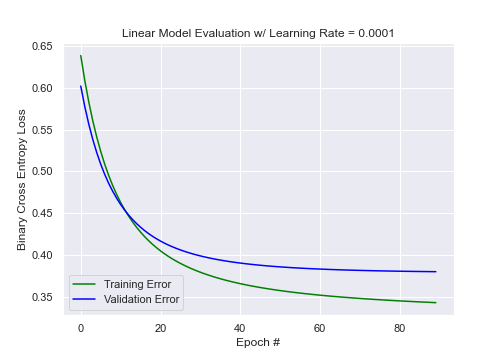 Linear Model Evaluation w/ Learning Rate = 0.0001
Binary Cross Entropy Loss
0.65
0.60
0.55
0.50
0.45
0.40
0.35
Training Error
Validation Error
0 20 40 60 80
Epoch #